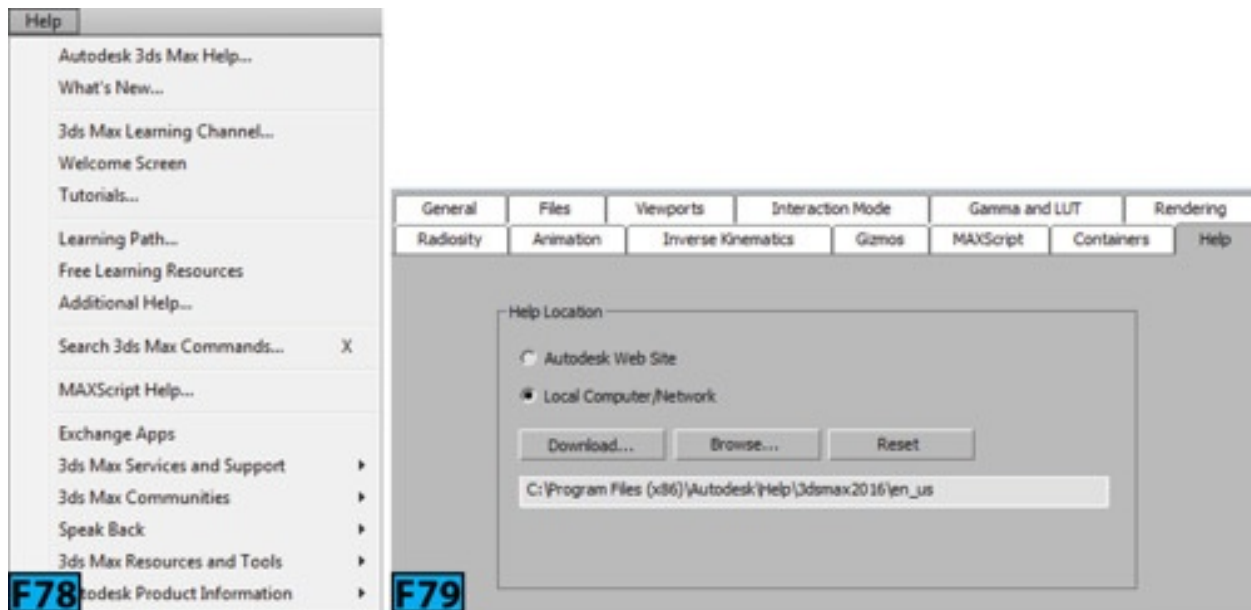 Help
Autodesk 3ds Max Help...
What's New...
3ds Max Learning Channel...
Welcome Screen
Tutorials...
Learning Path...
Free Learning Resources
Additional Help...
Search 3ds Max Commands... X
MAXScript Help...
Exchange Apps
3ds Max Services and Support
3ds Max Communities
Speak Back
3ds Max Resources and Tools
todesk Product Information
F78
General Files Viewports Interaction Mode Gamma and LUT Rendering
Radiosity Animation Inverse Kinematics Gizmos MAXScript Containers Help
Help Location
Autodesk Web Site
Local Computer/Network
Download... Browse... Reset
C:\Program Files (x86)\Autodesk\Help\3dsmax2016\en_us
F79